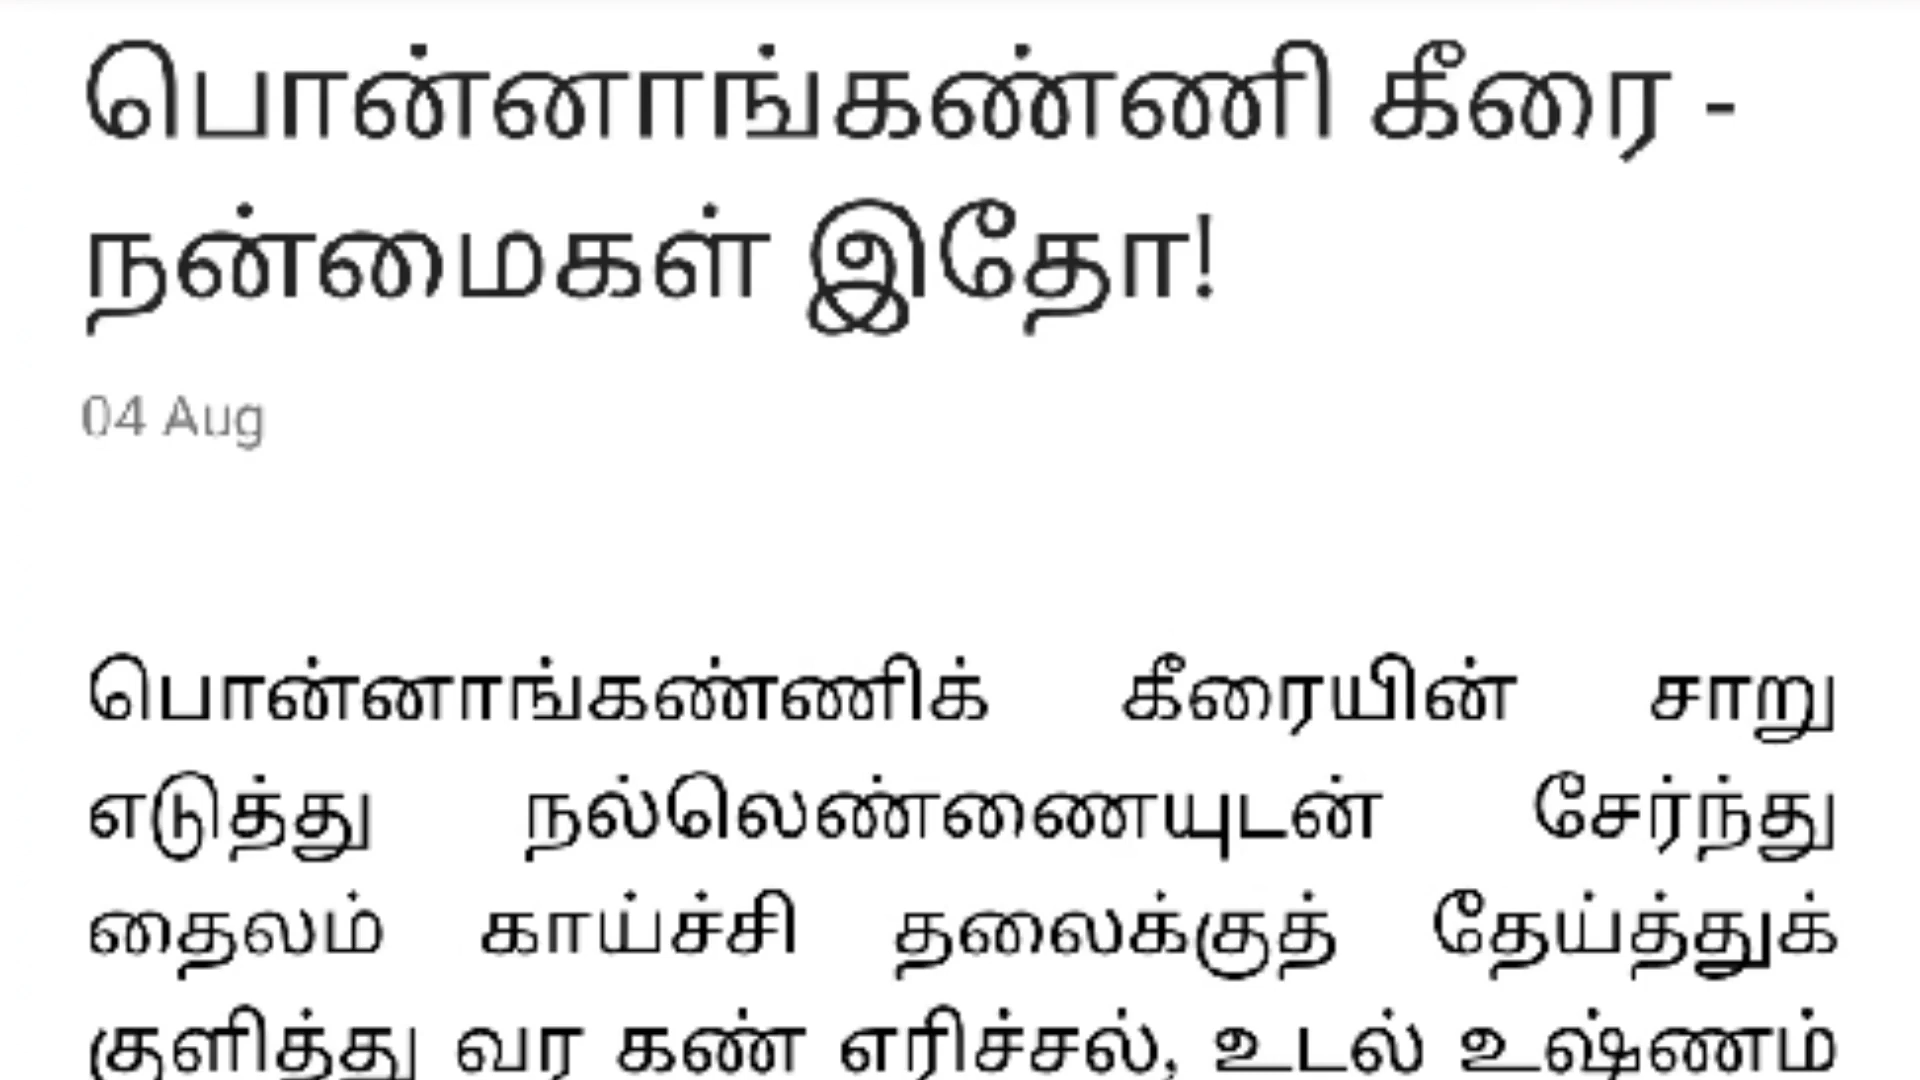 பொன்னாங்கண்ணி கீரை -
நன்மைகள் இதோ!
04 Aug
பொன்னாங்கண்ணிக் கீரையின் சாறு
எடுத்து நல்லெண்ணையுடன் சேர்ந்து
தைலம் காய்ச்சி தலைக்குத் தேய்த்துக்
குளித்து வர கண் எரிச்சல், உடல் உஷ்ணம்